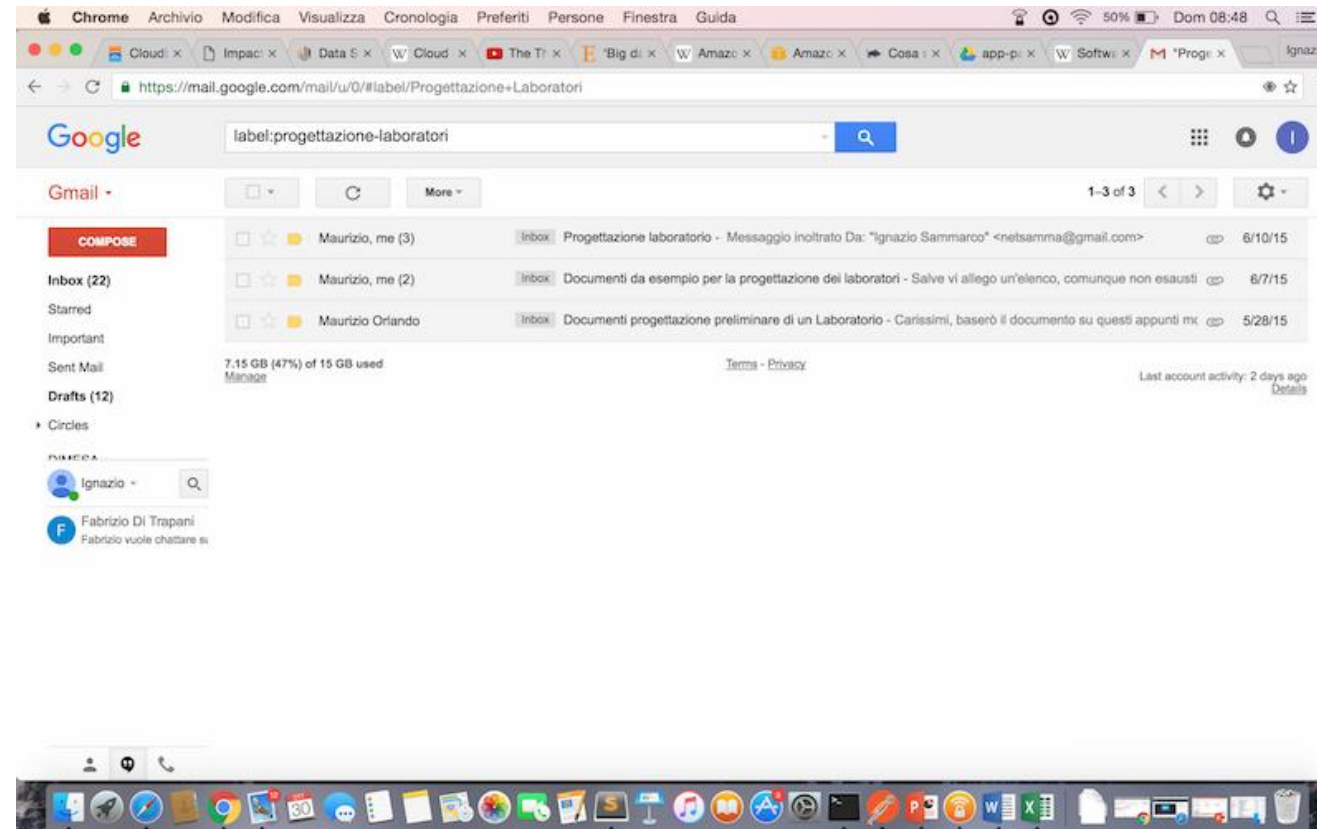 Chrome Archivio Modifica Visualizza Cronologia Preferiti Persone Finestra Guida 50% Dom 08:48
Cloudi Impact Data S W Cloud The Th "Big da W Amazo Amazo Cosa app-pa W Softwa "Proge Ignaz
https://mail.google.com/mail/u/0/#label/Progettazione+Laboratori
Google label:progettazione-laboratori I
Gmail More 1–3 of 3
COMPOSE
Maurizio, me (3) Inbox Progettazione laboratorio - Messaggio inoltrato Da: "Ignazio Sammarco" <netsamma@gmail.com> 6/10/15
Inbox (22)
Maurizio, me (2) Inbox Documenti da esempio per la progettazione dei laboratori - Salve vi allego un'elenco, comunque non esausti 6/7/15
Starred
Maurizio Orlando Inbox Documenti progettazione preliminare di un Laboratorio - Carissimi, baserò il documento su questi appunti 5/28/15
Important
Sent Mail
7.15 GB (47%) of 15 GB used
Manage
Terms - Privacy
Last account activity: 2 days ago
Details
Drafts (12)
Circles
DIMESA
Ignazio
F Fabrizio Di Trapani
Fabrizio vuole chattare su
30